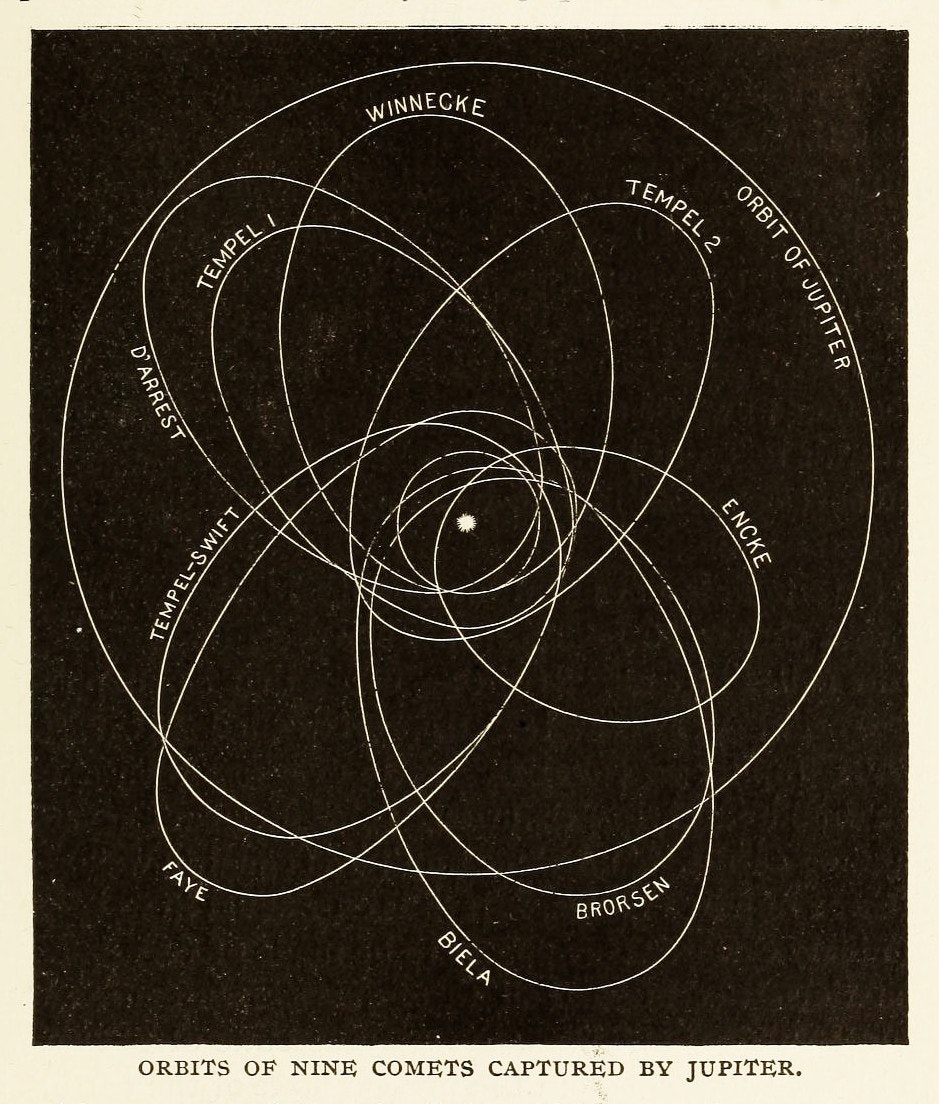 WINNECKE
TEMPEL 2
ORBIT OF JUPITER
TEMPEL 1
D'ARREST
ENCKE
TEMPEL-SWIFT
FAYE
BRORSEN
BIELA
ORBITS OF NINE COMETS CAPTURED BY JUPITER.